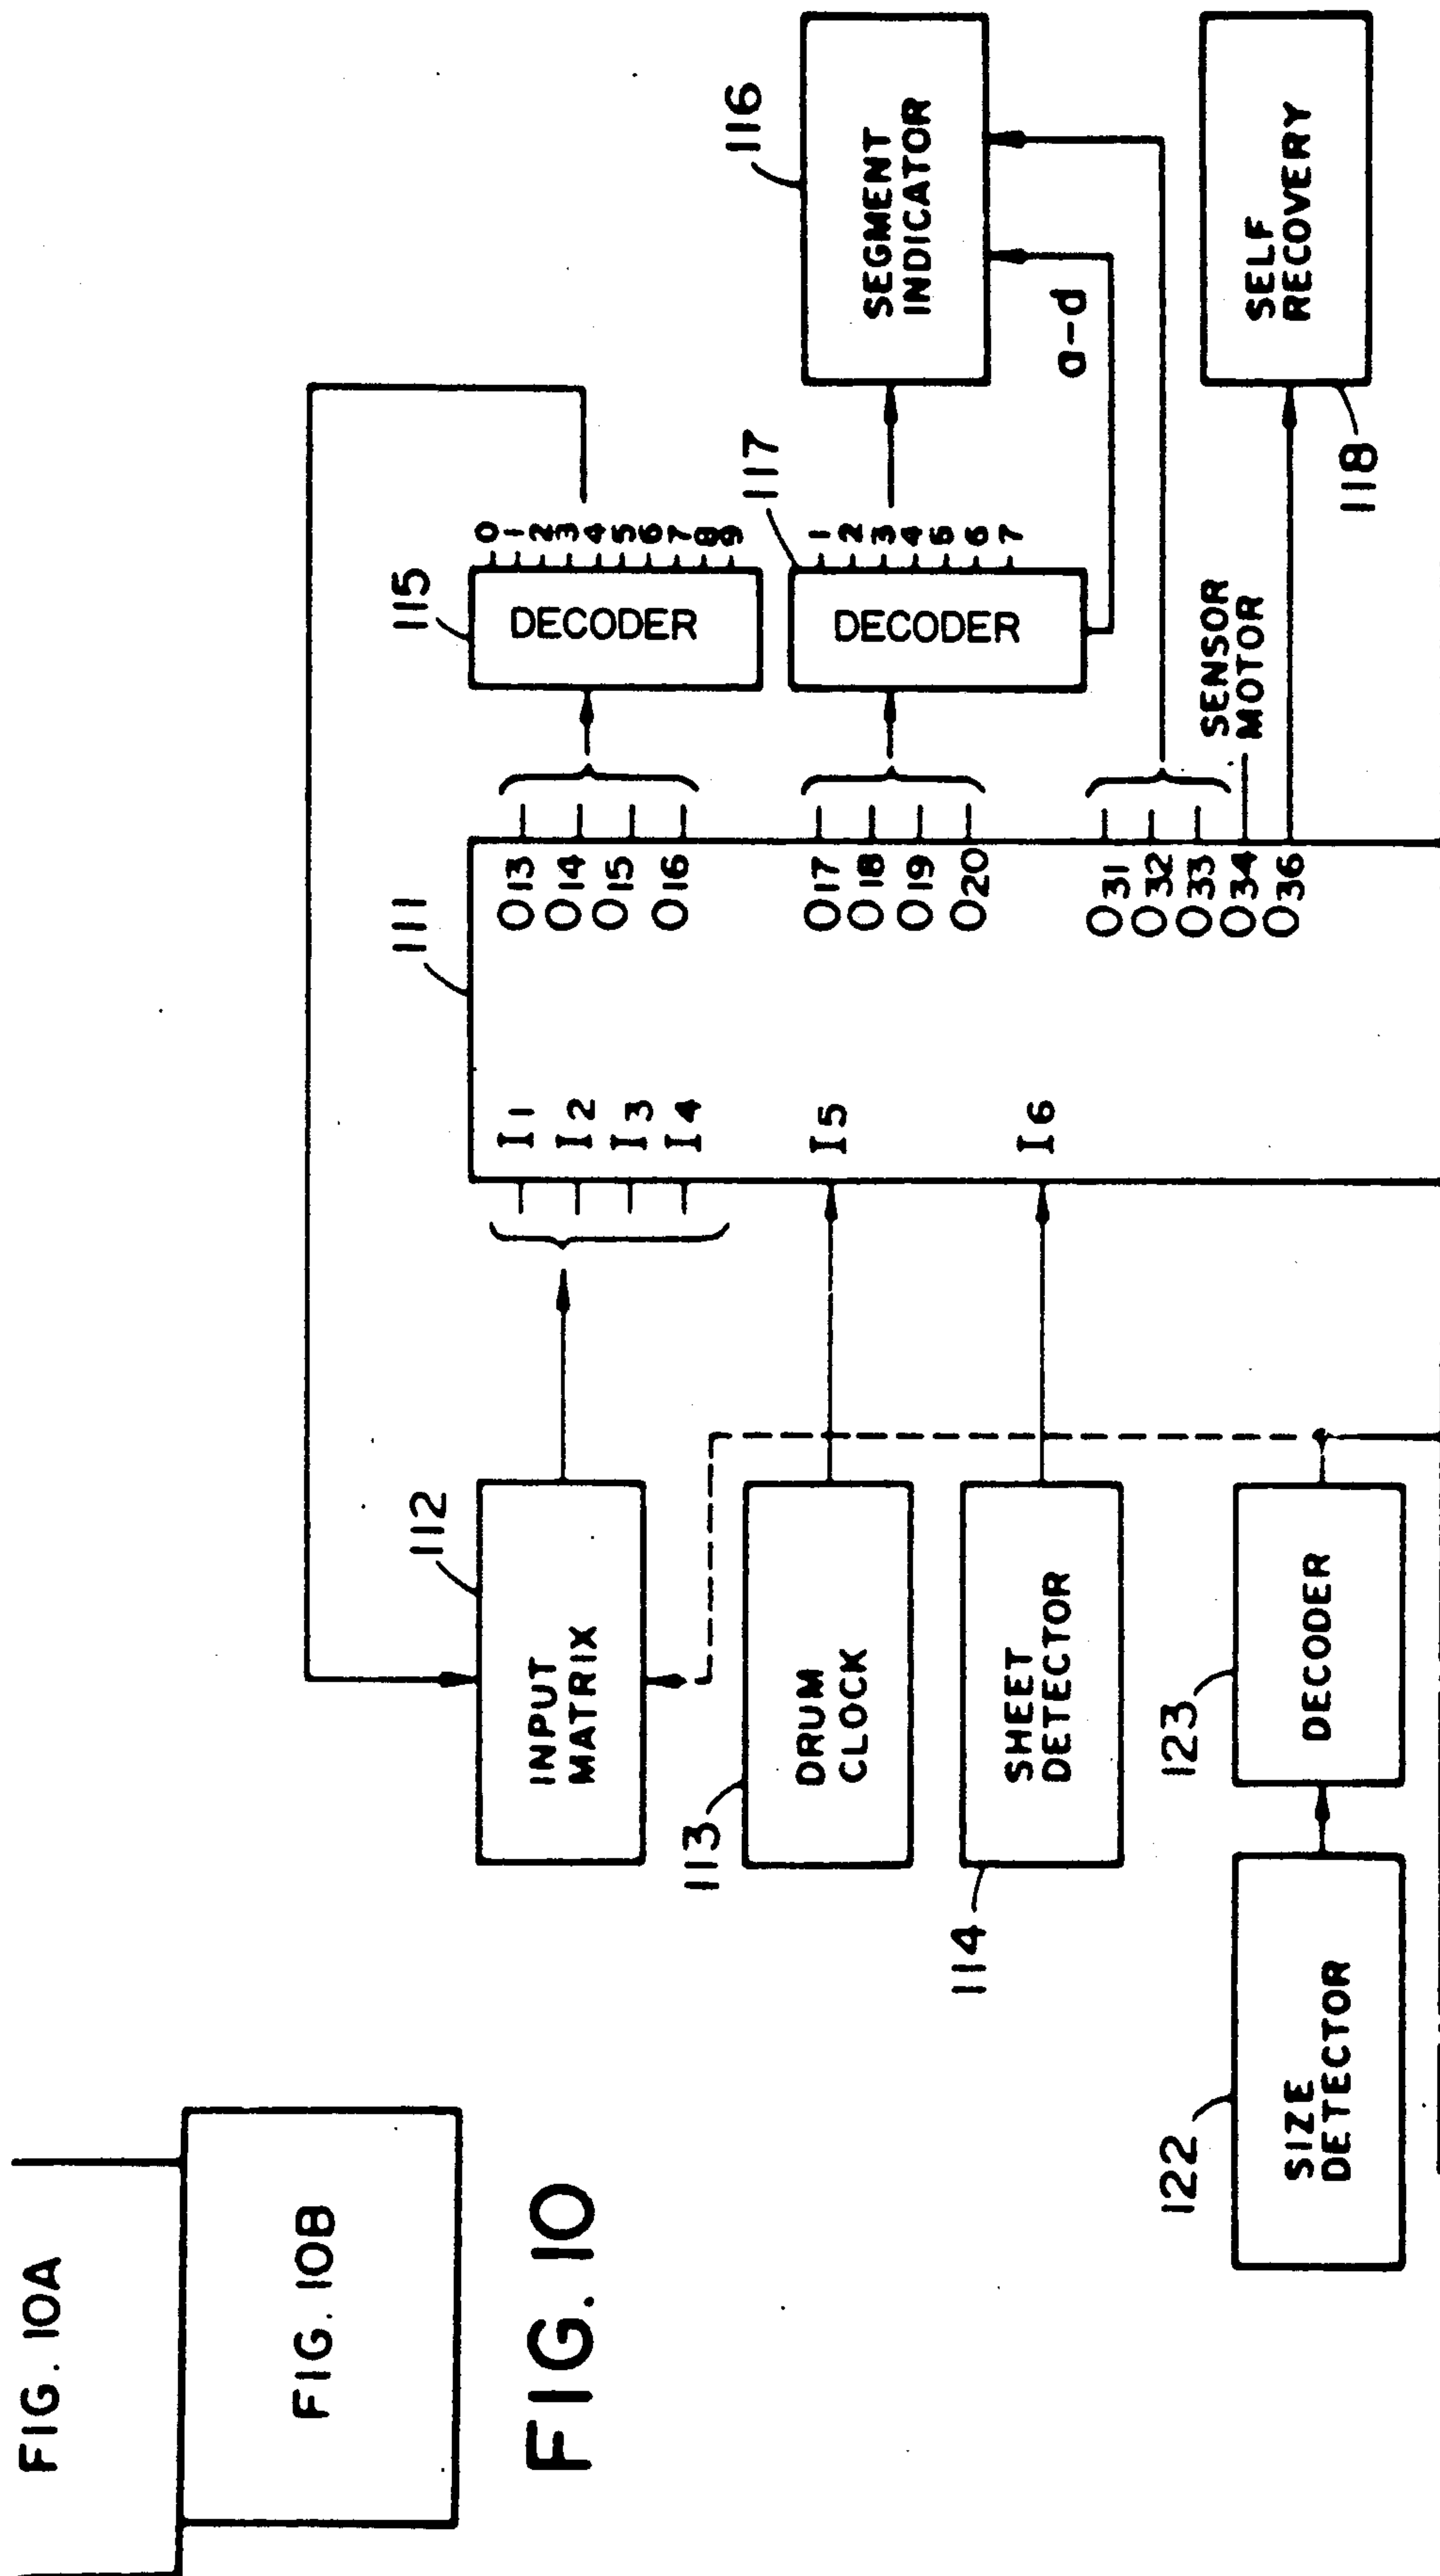 FIG. 10A
FIG. 10B
FIG. 10
112
INPUT
MATRIX
113
DRUM
CLOCK
114
SHEET
DETECTOR
122
SIZE
DETECTOR
123
DECODER
111
I1
I2
I3
I4
I5
I6
O13
O14
O15
O16
O17
O18
O19
O20
O31
O32
O33
O34
O36
115
DECODER
0
1
2
3
4
5
6
7
8
9
117
DECODER
1
2
3
4
5
6
7
a-d
SENSOR
MOTOR
116
SEGMENT
INDICATOR
SELF
RECOVERY
118